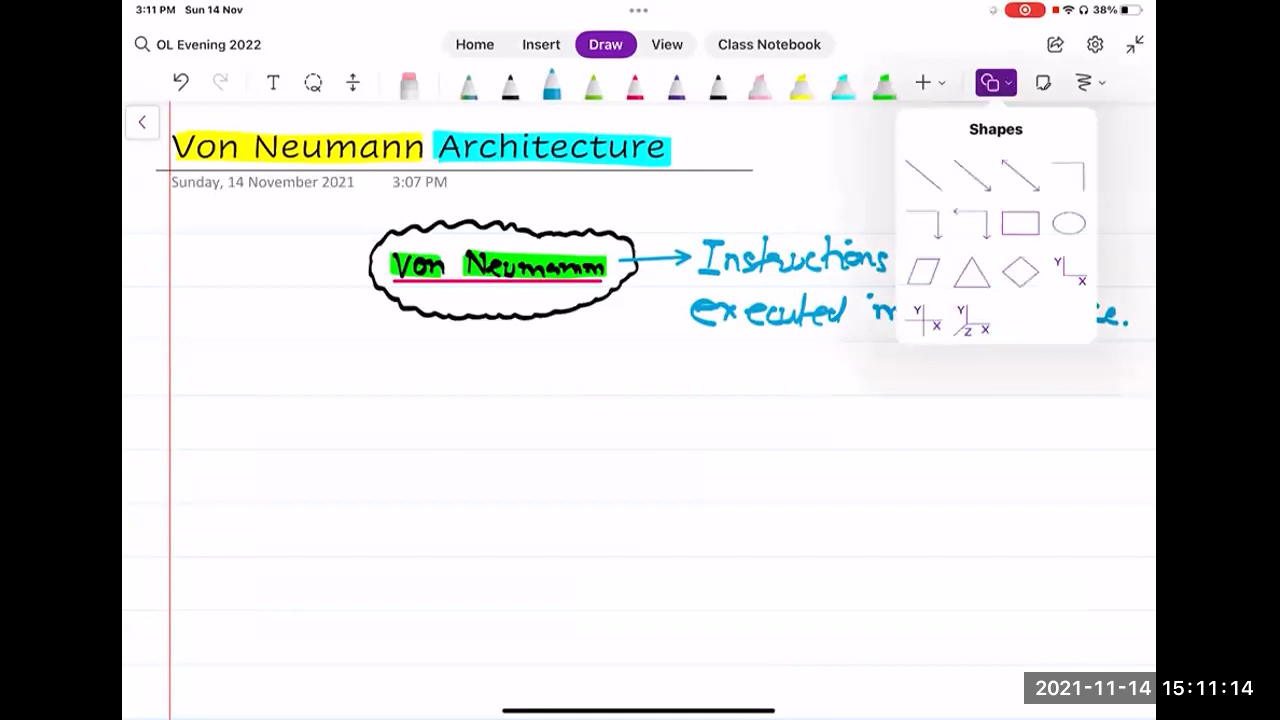 3:11 PM Sun 14 Nov
38%
OL Evening 2022
Home Insert Draw View Class Notebook
T
Shapes
Von Neumann Architecture
Sunday, 14 November 2021 3:07 PM
Von Neumann
Instructions
executed
Y X
Y X
Y Z X
2021-11-14 15:11:14